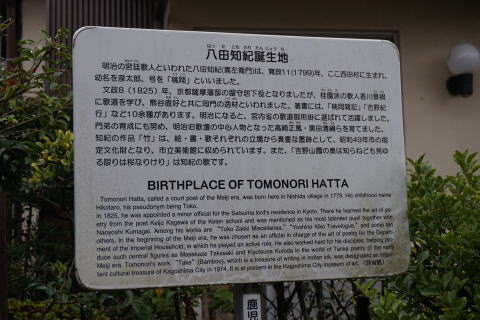 八田知紀誕生地
明治の宮廷歌人といわれた八田知紀(喜左衛門)は、寛政11(1799)年、ここ西田村に生まれ、
幼名を彦太郎、号を「桃岡」といいました。
文政8(1825)年、京都薩摩藩邸の留守居下役となりましたが、桂園派の歌人香川景樹
に歌道を学び、熊谷直好と共に同門の逸材といわれました。著書には、「桃岡雑記」「吉野紀
行」など10余種があります。明治になると、宮内省の歌道御用掛に選ばれて活躍しました。
門弟の育成にも努め、明治旧歌壇の中心人物となった高崎正風・黒田清綱らを育てました。
知紀の作品「竹」は、絵・書・歌それぞれの立場から貴重な墨跡として、昭和49年市の指
定文化財となり、市立美術館に収められています。また、「吉野山霞の奥は知らねども見ゆ
る限りは桜なりけり」は知紀の歌です。
BIRTHPLACE OF TOMONORI HATTA
Tomonori Hatta, called a court poet of the Meiji era, was born here in Nishida village in 1779. His childhood name
Hikotaro, his pseudonym being Toko.
In 1825, he was appointed a minor official for the Satsuma lord's residence in Kyoto. There he learned the art of po-
etry from the poet Keiju Kagawa of the Keien school and was mentioned as his most talented pupil together with
Naoyoshi Kumagai. Among his works are "Toko Zakki Miscellanea," "Yoshino Kiko Travelogue," and some ten
others. In the beginning of the Meiji era, he was chosen as an official in charge of the art of poetry for the Depart-
ment of the Imperial Household, in which he played an active role. He also worked hard for his disciples, helping pro-
duce such central figures as Masakaze Takasaki and Kiyotsuna Kuroda in the world of Tanka poetry of the early
Meiji era. Tomonori's work "Take" (Bamboo), which is a treasure of writing in Indian ink, was designated an impor-
tant cultural treasure of Kagoshima City in 1974. It is at present in the Kagoshima City museum of art.
鹿児